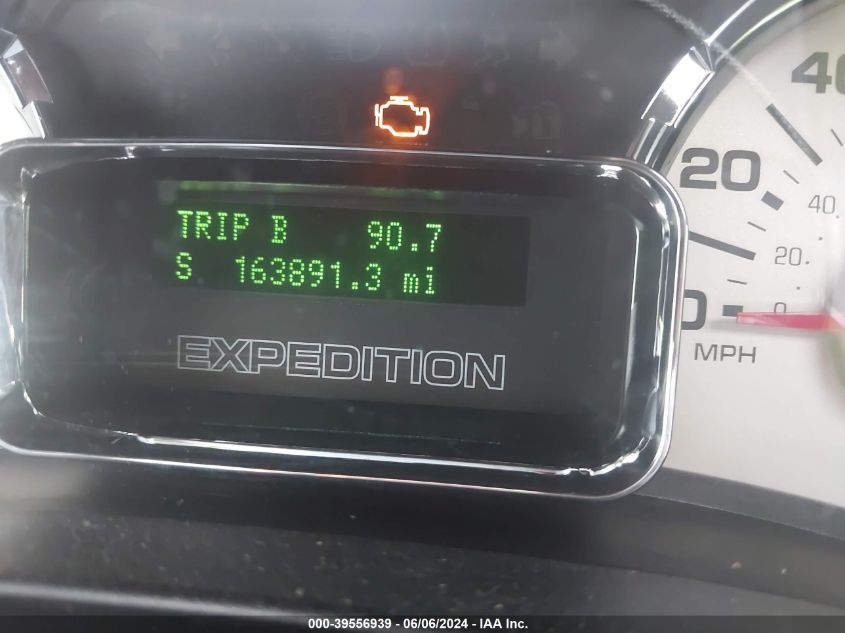 40
20
40
20
0
0
MPH
TRIP B 90.7
S 163891.3 mi
EXPEDITION
000-39556939 / 06/06/2024 - IAA Inc.